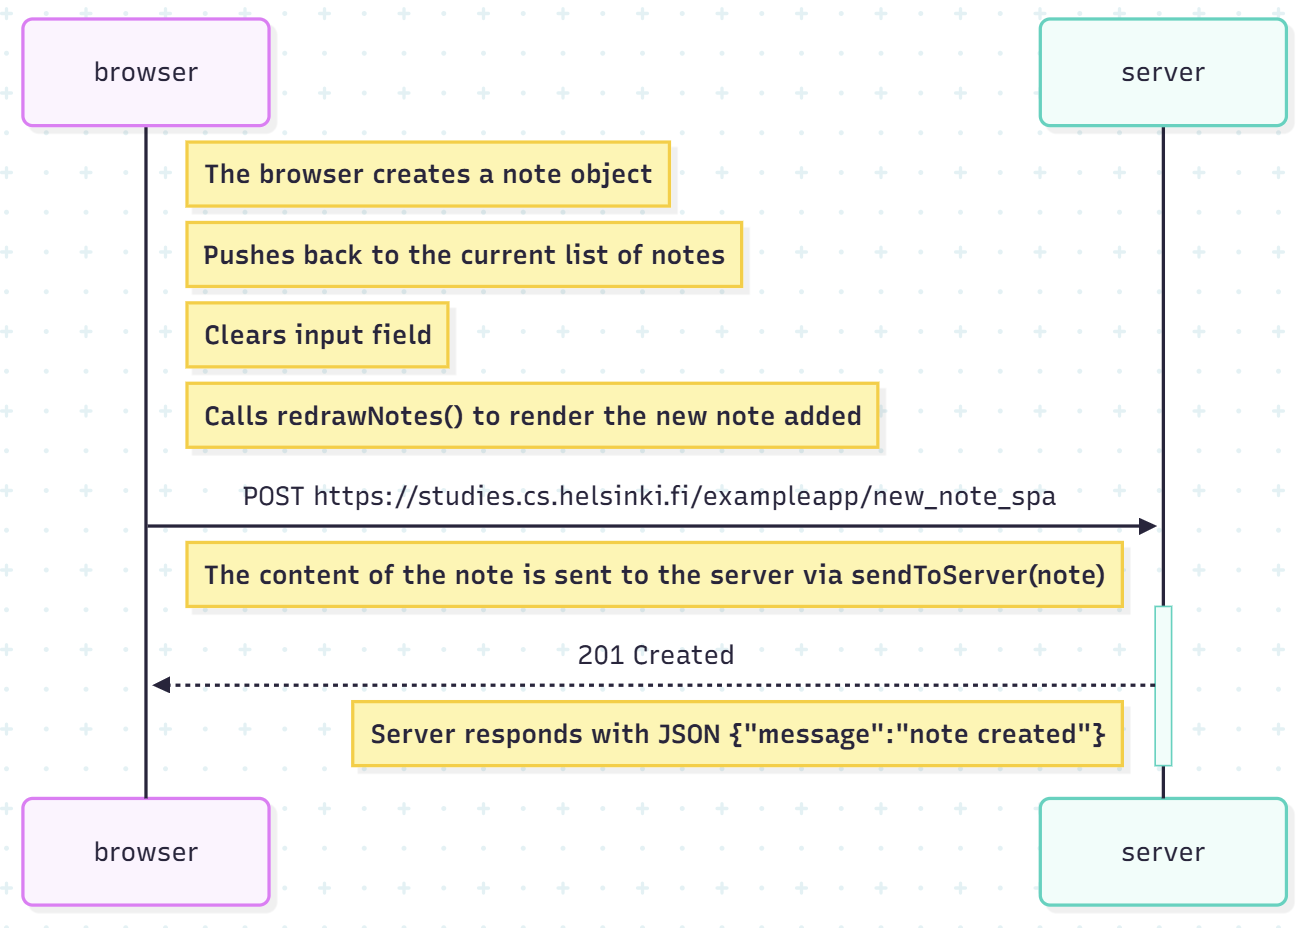 browser
server
The browser creates a note object
Pushes back to the current list of notes
Clears input field
Calls redrawNotes() to render the new note added
POST https://studies.cs.helsinki.fi/exampleapp/new_note_spa
The content of the note is sent to the server via sendToServer(note)
201 Created
Server responds with JSON {"message":"note created"}
browser
server